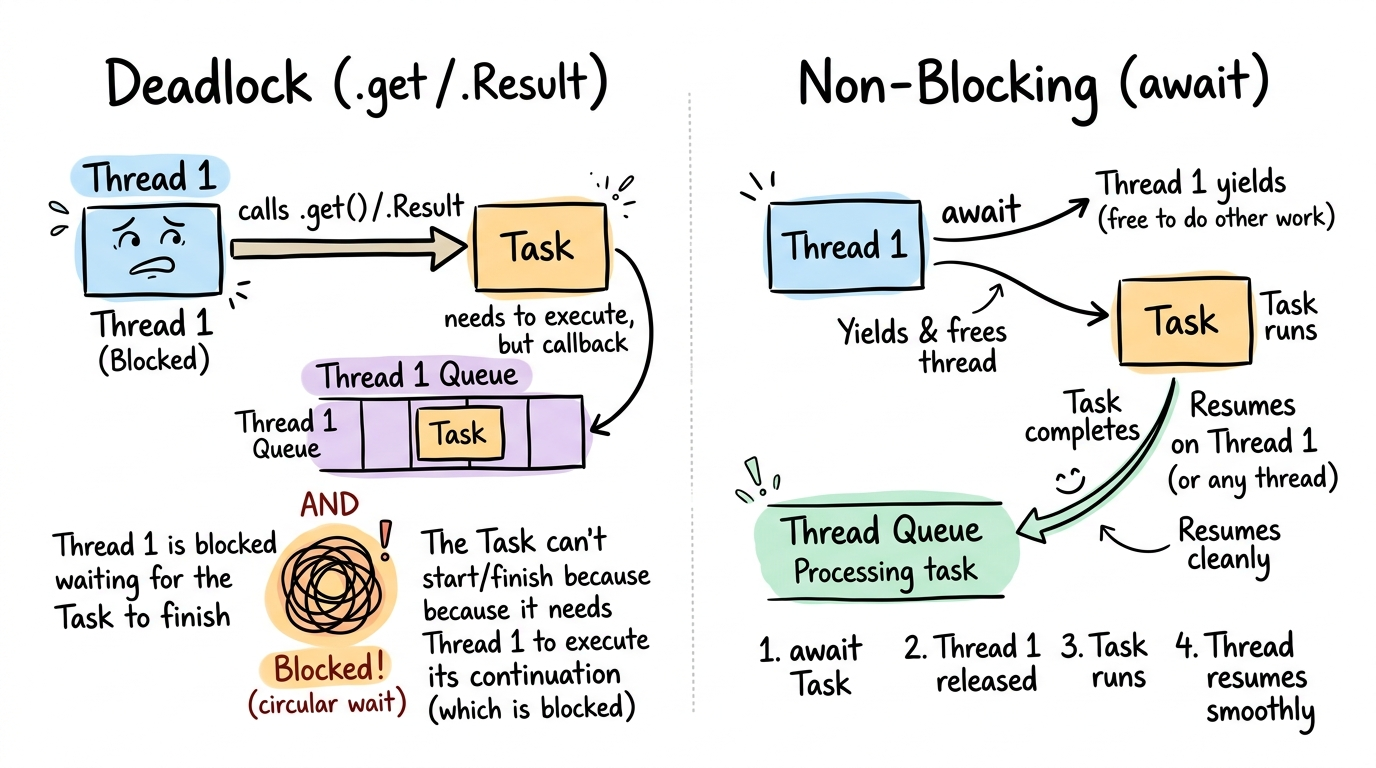 Deadlock (.get/.Result)
Thread 1
calls .get()/.Result
Task
Thread 1
(Blocked)
needs to execute,
but callback
Thread 1 Queue
Thread 1
Queue
Task
AND
Thread 1 is blocked
waiting for the
Task to finish
Blocked!
(circular wait)
The Task can't
start/finish because
because it needs
Thread 1 to execute
its continuation
(which is blocked)
Non-Blocking (await)
Thread 1
await
Thread 1 yields
(free to do other work)
Yields & frees
thread
Task
Task
runs
Task
completes
Resumes
on Thread 1
(or any thread)
Resumes
cleanly
Thread Queue
Processing task
1. await
Task
2. Thread 1
released
3. Task
runs
4. Thread
resumes
smoothly